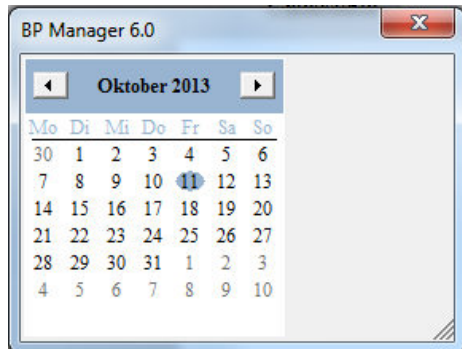 BP Manager 6.0
Oktober 2013
Mo Di Mi Do Fr Sa So
30 1 2 3 4 5 6
7 8 9 10 11 12 13
14 15 16 17 18 19 20
21 22 23 24 25 26 27
28 29 30 31 1 2 3
4 5 6 7 8 9 10